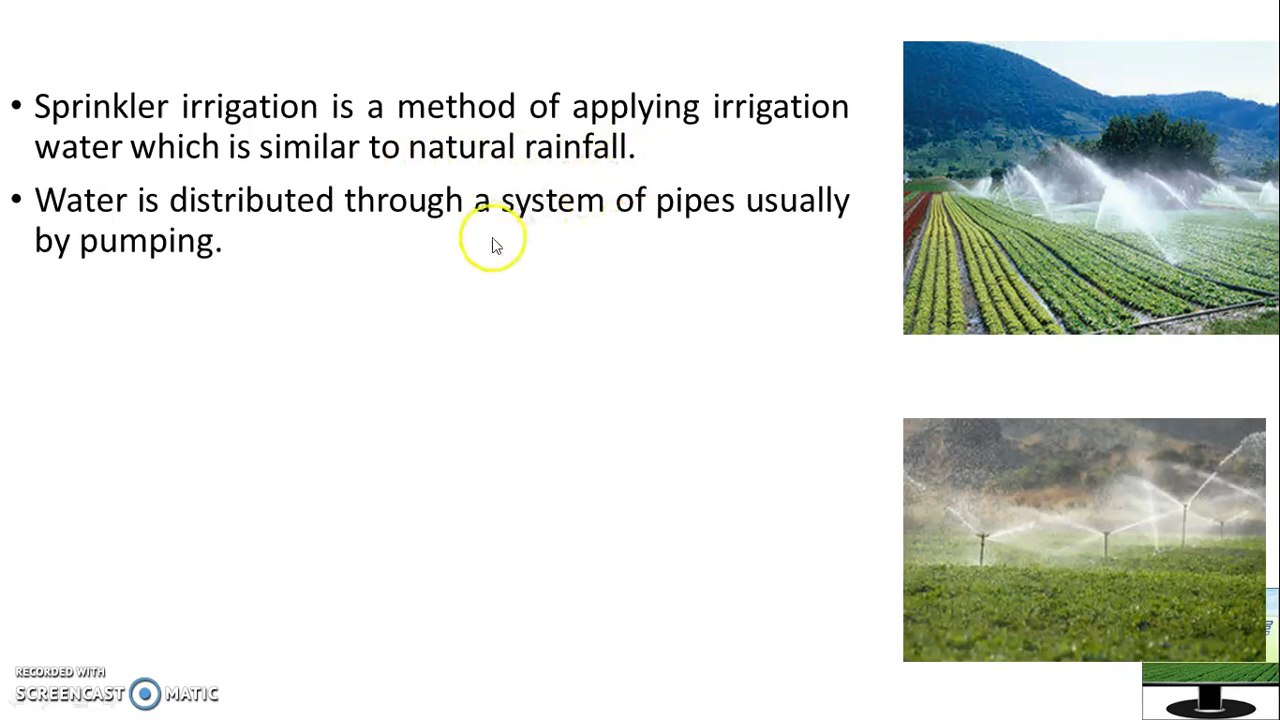 • Sprinkler irrigation is a method of applying irrigation
water which is similar to natural rainfall.
• Water is distributed through a system of pipes usually
by pumping.
RECORDED WITH
SCREENCAST MATIC